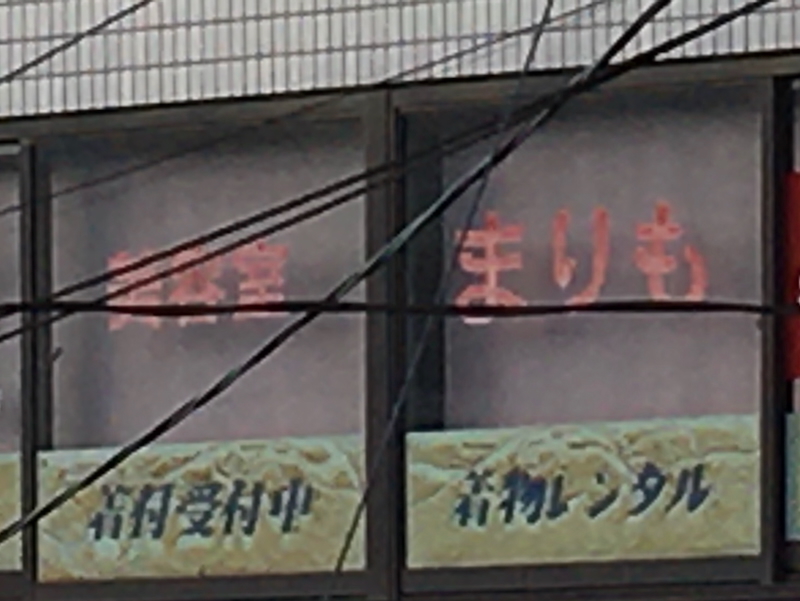 美容室
まりも
着付受付中
着物レンタル